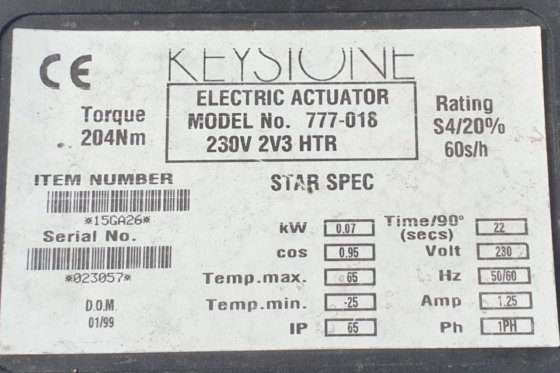 CE
KEYSTONE
Torque
204Nm
ELECTRIC ACTUATOR
MODEL No. 777-018
230V 2V3 HTR
Rating
S4/20%
60s/h
ITEM NUMBER
*15GA26*
Serial No.
*023057*
D.O.M.
01/99
STAR SPEC
kW 0.07
cos 0.95
Temp.max. 65
Temp.min. -25
IP 65
Time/90° (secs) 22
Volt 230
Hz 50/60
Amp 1.25
Ph 1PH